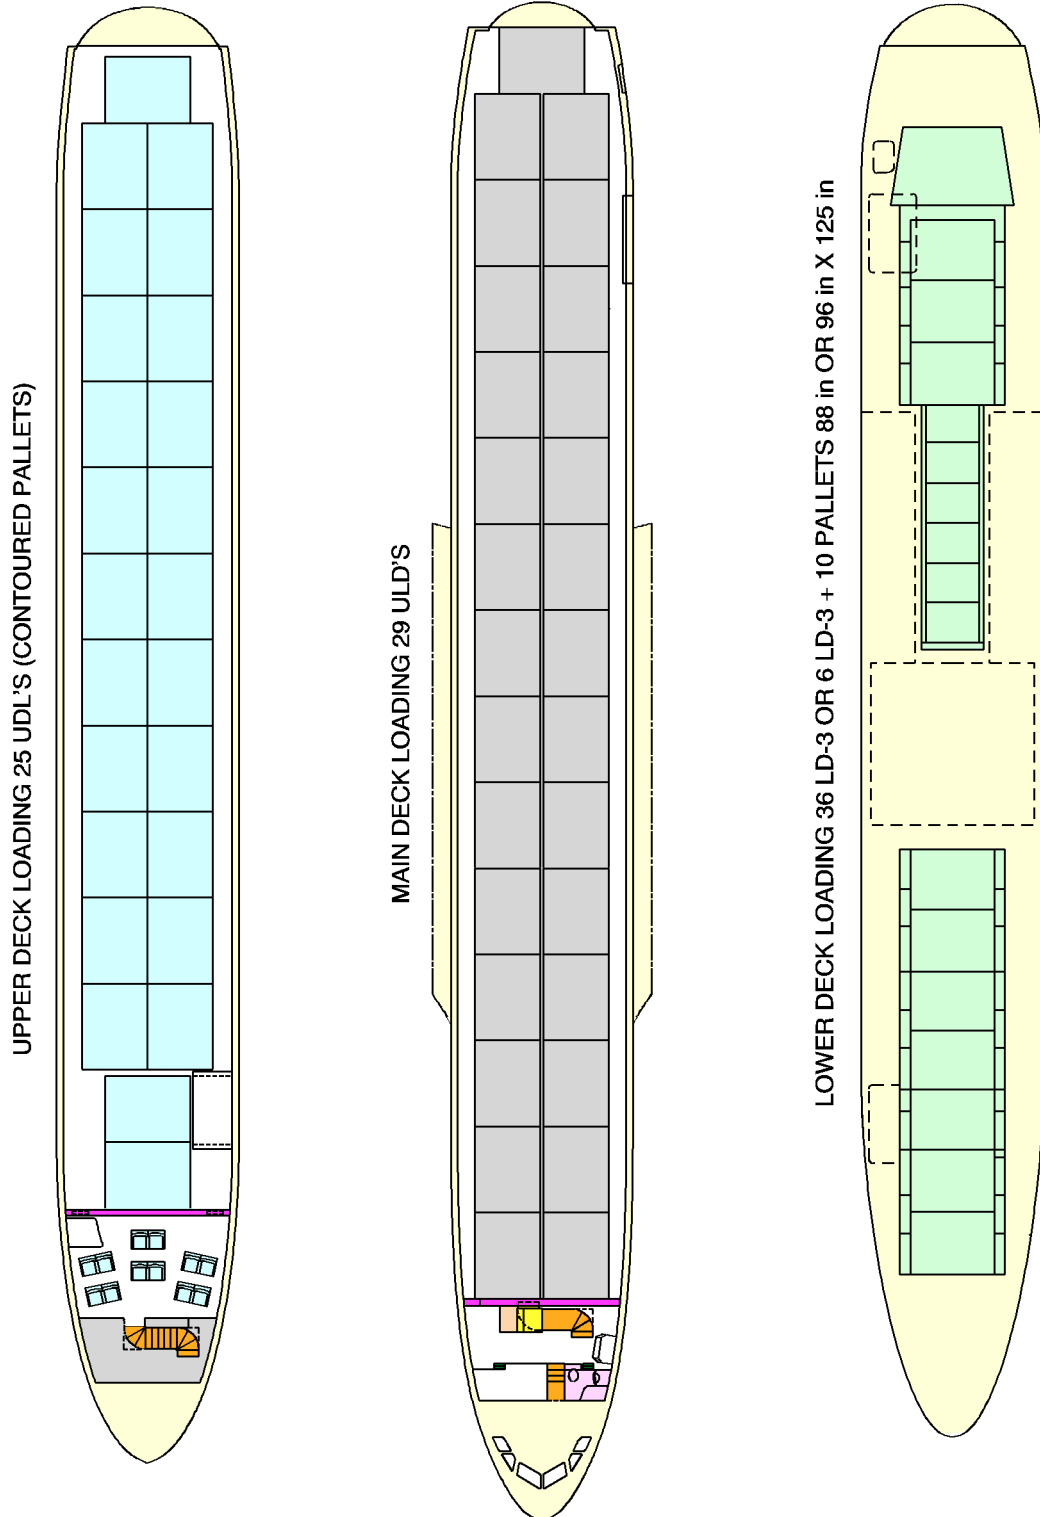 UPPER DECK LOADING 25 UDL'S (CONTOURED PALLETS)
MAIN DECK LOADING 29 ULD'S
LOWER DECK LOADING 36 LD-3 OR 6 LD-3 + 10 PALLETS 88 in OR 96 in X 125 in